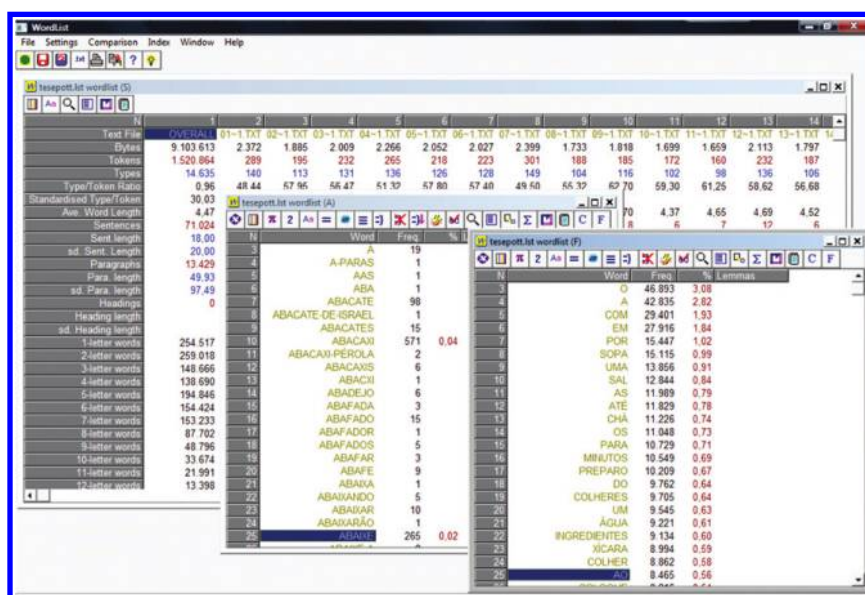 WordList
File Settings Comparison Index Window Help
tesepott.lst wordlist (S)
N 1 2 3 4 5 6 7 8 9 10 11 12 13 14
Text File OVERALL 01~1.TXT 02~1.TXT 03~1.TXT 04~1.TXT 05~1.TXT 06~1.TXT 07~1.TXT 08~1.TXT 09~1.TXT 10~1.TXT 11~1.TXT 12~1.TXT 13~1.TXT 14
Bytes 9.103.613 2.372 1.885 2.009 2.266 2.052 2.027 2.399 1.733 1.818 1.699 1.659 2.113 1.797
Tokens 1.520.864 289 195 232 265 218 223 301 188 185 172 160 232 187
Types 14.635 140 113 131 136 126 128 149 104 116 102 98 136 106
Type/Token Ratio 0,96 48,44 57,95 56,47 51,32 57,80 57,40 49,50 55,32 62,70 59,30 61,25 58,62 56,68
Standardised Type/Token 30,03
Ave. Word Length 4,47 70 4,37 4,65 4,69 4,52
Sentences 71.024 8 6 7 12 6
Sent.length 18,00
sd. Sent. Length 20,00
Paragraphs 13.429
Para. length 49,93
sd. Para. length 97,49
Headings 0
Heading length
sd. Heading length
1-letter words 254.517
2-letter words 259.018
3-letter words 148.666
4-letter words 138.690
5-letter words 194.846
6-letter words 154.424
7-letter words 153.233
8-letter words 87.702
9-letter words 48.796
10-letter words 33.674
11-letter words 21.991
12-letter words 13.398
tesepott.lst wordlist (A)
N Word Freq. % L
3 A 19
4 A-PARAS 1
5 AAS 1
6 ABA 1
7 ABACATE 98
8 ABACATE-DE-ISRAEL 1
9 ABACATES 15
10 ABACAXI 571 0,04
11 ABACAXI-PÉROLA 2
12 ABACAXIS 6
13 ABACXI 1
14 ABADEJO 6
15 ABAFADA 3
16 ABAFADO 15
17 ABAFADOR 1
18 ABAFADOS 5
19 ABAFAR 3
20 ABAFE 9
21 ABAIXA 1
22 ABAIXANDO 5
23 ABAIXAR 10
24 ABAIXARÃO 1
25 ABAIXE 265 0,02
tesepott.lst wordlist (F)
N Word Freq. % Lemmas
3 O 46.893 3,08
4 A 42.835 2,82
5 COM 29.401 1,93
6 EM 27.916 1,84
7 POR 15.447 1,02
8 SOPA 15.115 0,99
9 UMA 13.856 0,91
10 SAL 12.844 0,84
11 AS 11.989 0,79
12 ATÉ 11.829 0,78
13 CHÁ 11.226 0,74
14 OS 11.048 0,73
15 PARA 10.729 0,71
16 MINUTOS 10.549 0,69
17 PREPARO 10.209 0,67
18 DO 9.762 0,64
19 COLHERES 9.705 0,64
20 UM 9.545 0,63
21 ÁGUA 9.221 0,61
22 INGREDIENTES 9.134 0,60
23 XÍCARA 8.994 0,59
24 COLHER 8.862 0,58
25 AO 8.465 0,56